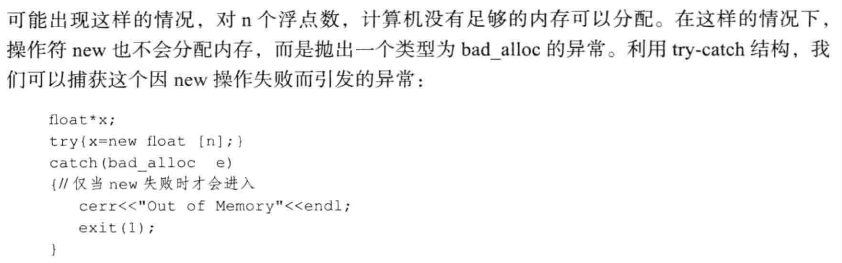 可能出现这样的情况，对 n 个浮点数，计算机没有足够的内存可以分配。在这样的情况下，
操作符 new 也不会分配内存，而是抛出一个类型为 bad_alloc 的异常。利用 try-catch 结构，我
们可以捕获这个因 new 操作失败而引发的异常：
float*x;
try{x=new float [n];}
catch(bad_alloc  e)
{// 仅当 new 失败时才会进入
   cerr<<"Out of Memory"<<endl;
   exit(1);
}